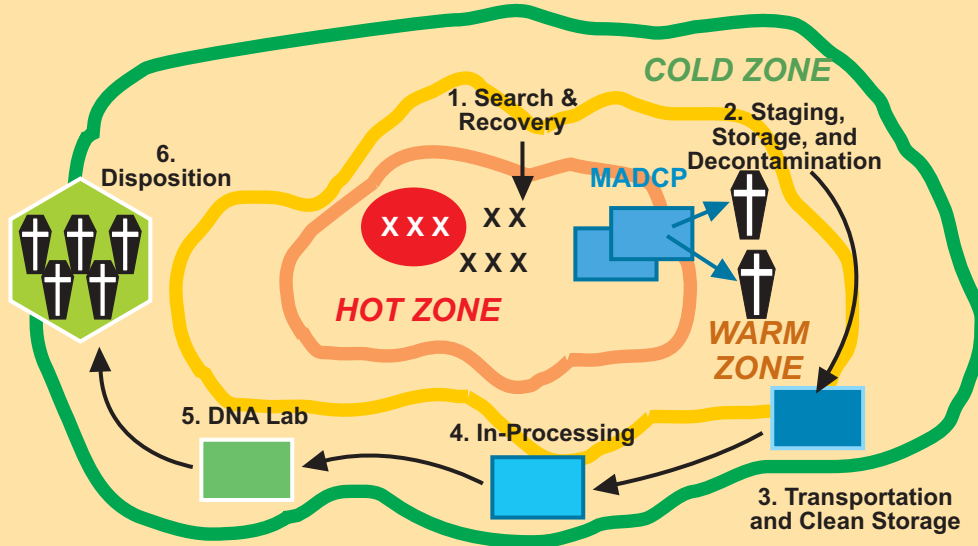 COLD ZONE
1. Search &
Recovery
2. Staging,
Storage, and
Decontamination
6.
Disposition
MADCP
X X X
X X
X X X
HOT ZONE
WARM
ZONE
5. DNA Lab
4. In-Processing
3. Transportation
and Clean Storage